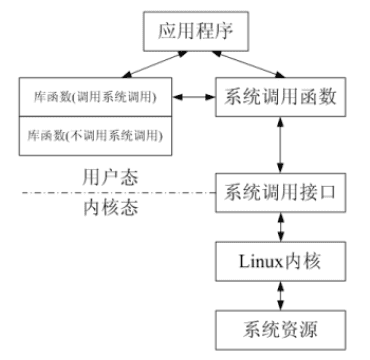 应用程序
库函数(调用系统调用)
系统调用函数
库函数(不调用系统调用)
用户态
内核态
系统调用接口
Linux内核
系统资源